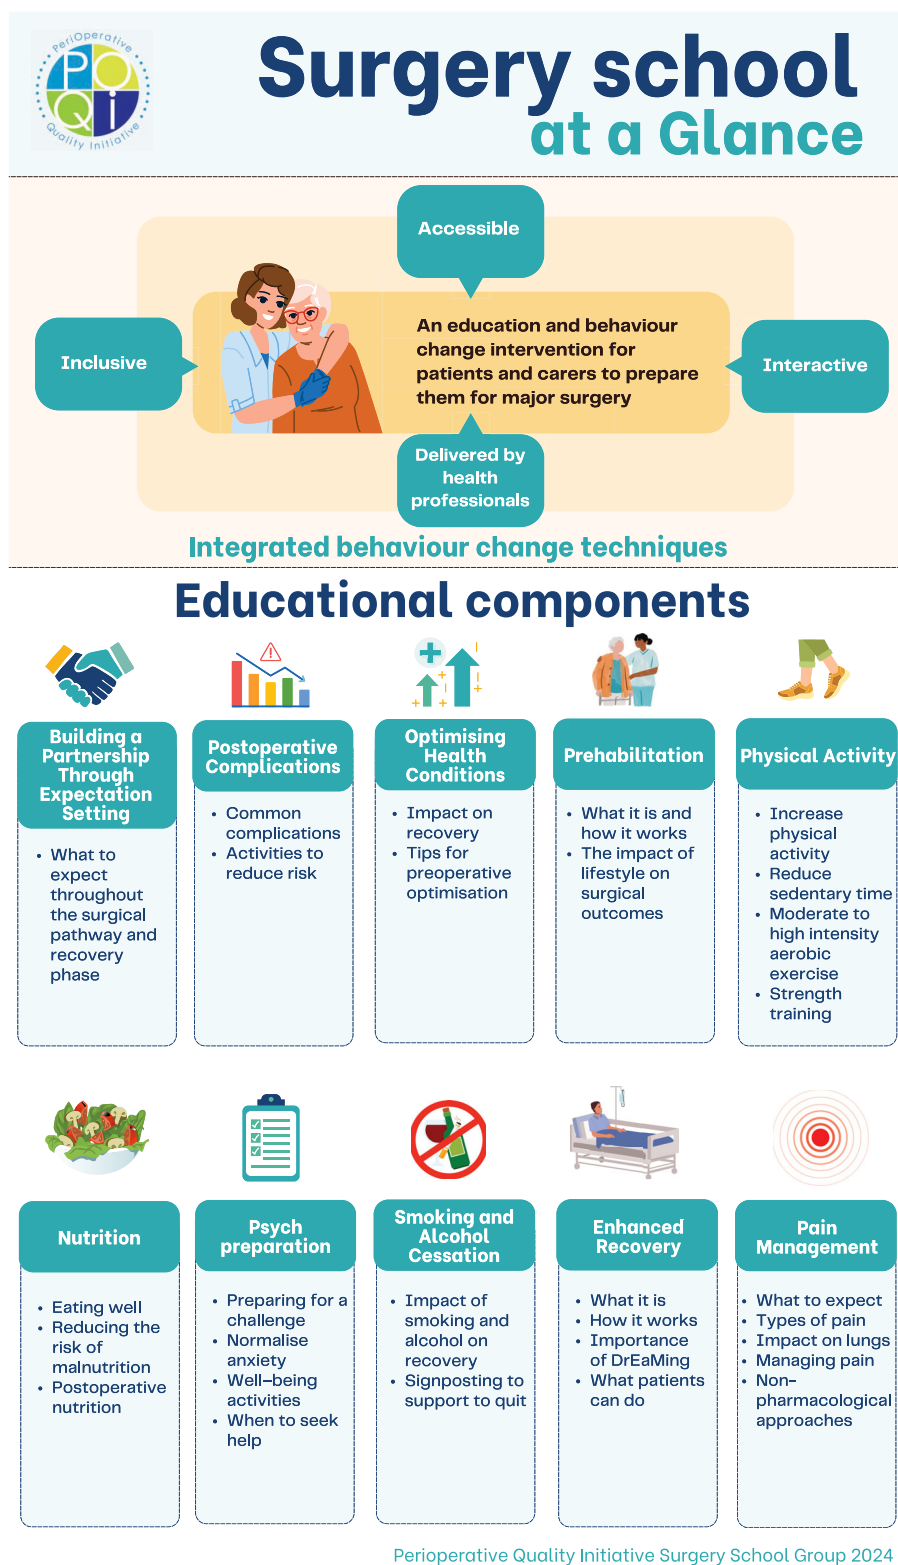 PeriOperative
PO
Qi
Quality Initiative
Surgery school
at a Glance
Accessible
Inclusive
An education and behaviour
change intervention for
patients and carers to prepare
them for major surgery
Interactive
Delivered by
health
professionals
Integrated behaviour change techniques
Educational components
Building a
Partnership
Through
Expectation
Setting
• What to
expect
throughout
the surgical
pathway and
recovery
phase
Postoperative
Complications
• Common
complications
• Activities to
reduce risk
Optimising
Health
Conditions
• Impact on
recovery
• Tips for
preoperative
optimisation
Prehabilitation
• What it is and
how it works
• The impact of
lifestyle on
surgical
outcomes
Physical Activity
• Increase
physical
activity
• Reduce
sedentary time
• Moderate to
high intensity
aerobic
exercise
• Strength
training
Nutrition
• Eating well
• Reducing the
risk of
malnutrition
• Postoperative
nutrition
Psych
preparation
• Preparing for a
challenge
• Normalise
anxiety
• Well-being
activities
• When to seek
help
Smoking and
Alcohol
Cessation
• Impact of
smoking and
alcohol on
recovery
• Signposting to
support to quit
Enhanced
Recovery
• What it is
• How it works
• Importance
of DrEaMing
• What patients
can do
Pain
Management
• What to expect
• Types of pain
• Impact on lungs
• Managing pain
• Non-
pharmacological
approaches
Perioperative Quality Initiative Surgery School Group 2024